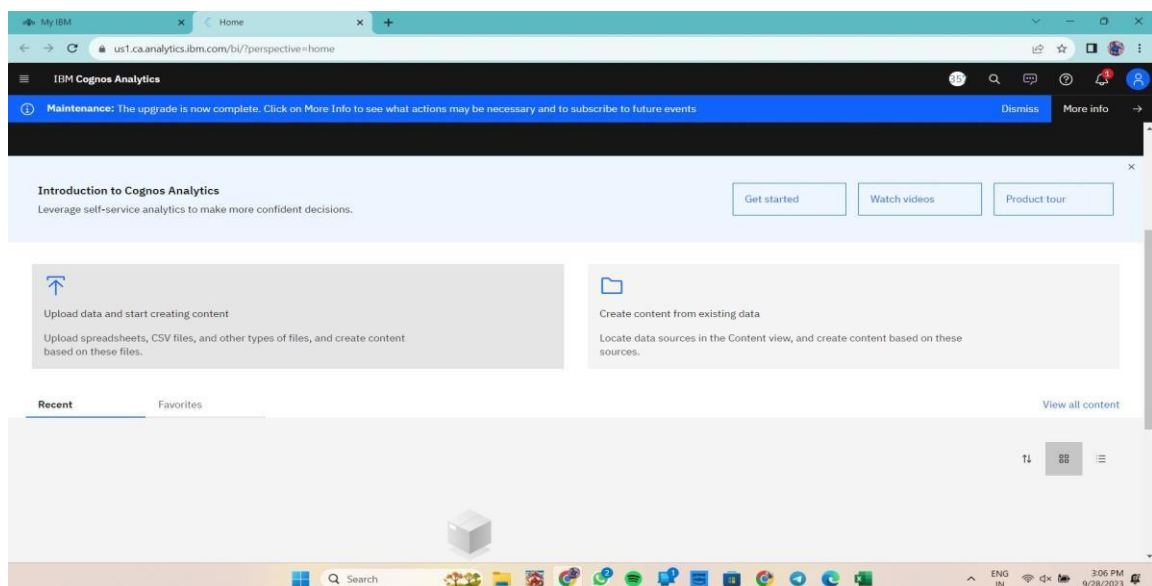 My IBM
Home
us1.ca.analytics.ibm.com/bi/?perspective=home
IBM Cognos Analytics
35
Maintenance: The upgrade is now complete. Click on More Info to see what actions may be necessary and to subscribe to future events
Dismiss
More info
Introduction to Cognos Analytics
Leverage self-service analytics to make more confident decisions.
Get started
Watch videos
Product tour
Upload data and start creating content
Upload spreadsheets, CSV files, and other types of files, and create content
based on these files.
Create content from existing data
Locate data sources in the Content view, and create content based on these
sources.
Recent
Favorites
View all content
Search
ENG
IN
3:06 PM
9/28/2023